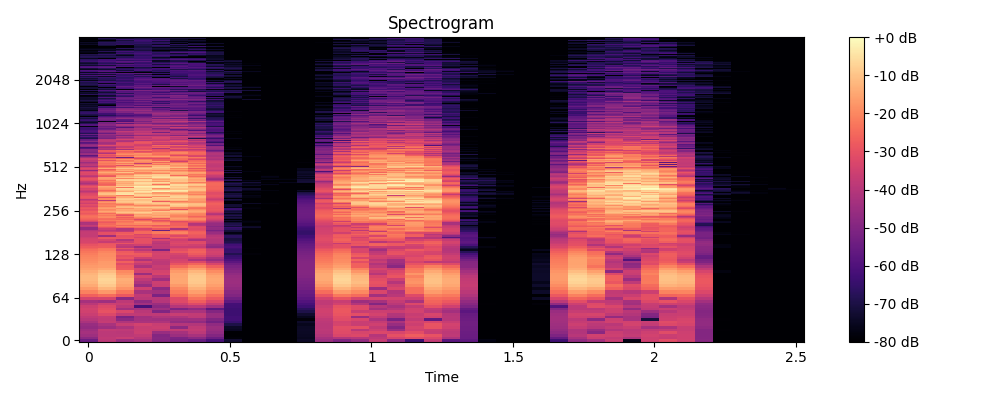 Spectrogram
Hz
2048
1024
512
256
128
64
0
0
0.5
1
1.5
2
2.5
Time
+0 dB
-10 dB
-20 dB
-30 dB
-40 dB
-50 dB
-60 dB
-70 dB
-80 dB